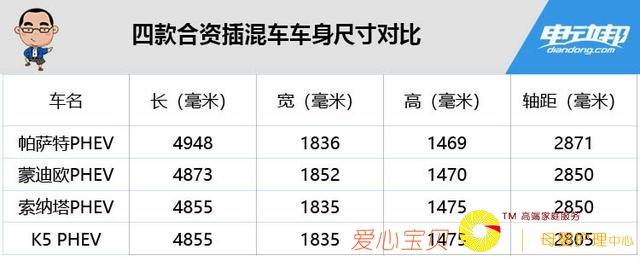 四款合资插混车车身尺寸对比
电动邦
diandong.com
车名 长（毫米） 宽（毫米） 高（毫米） 轴距（毫米）
帕萨特PHEV 4948 1836 1469 2871
蒙迪欧PHEV 4873 1852 1470 2850
索纳塔PHEV 4855 1835 1475 2850
K5 PHEV 4855 1835 1475 2805
TM 高端家庭服务
爱心宝贝 母婴护理中心